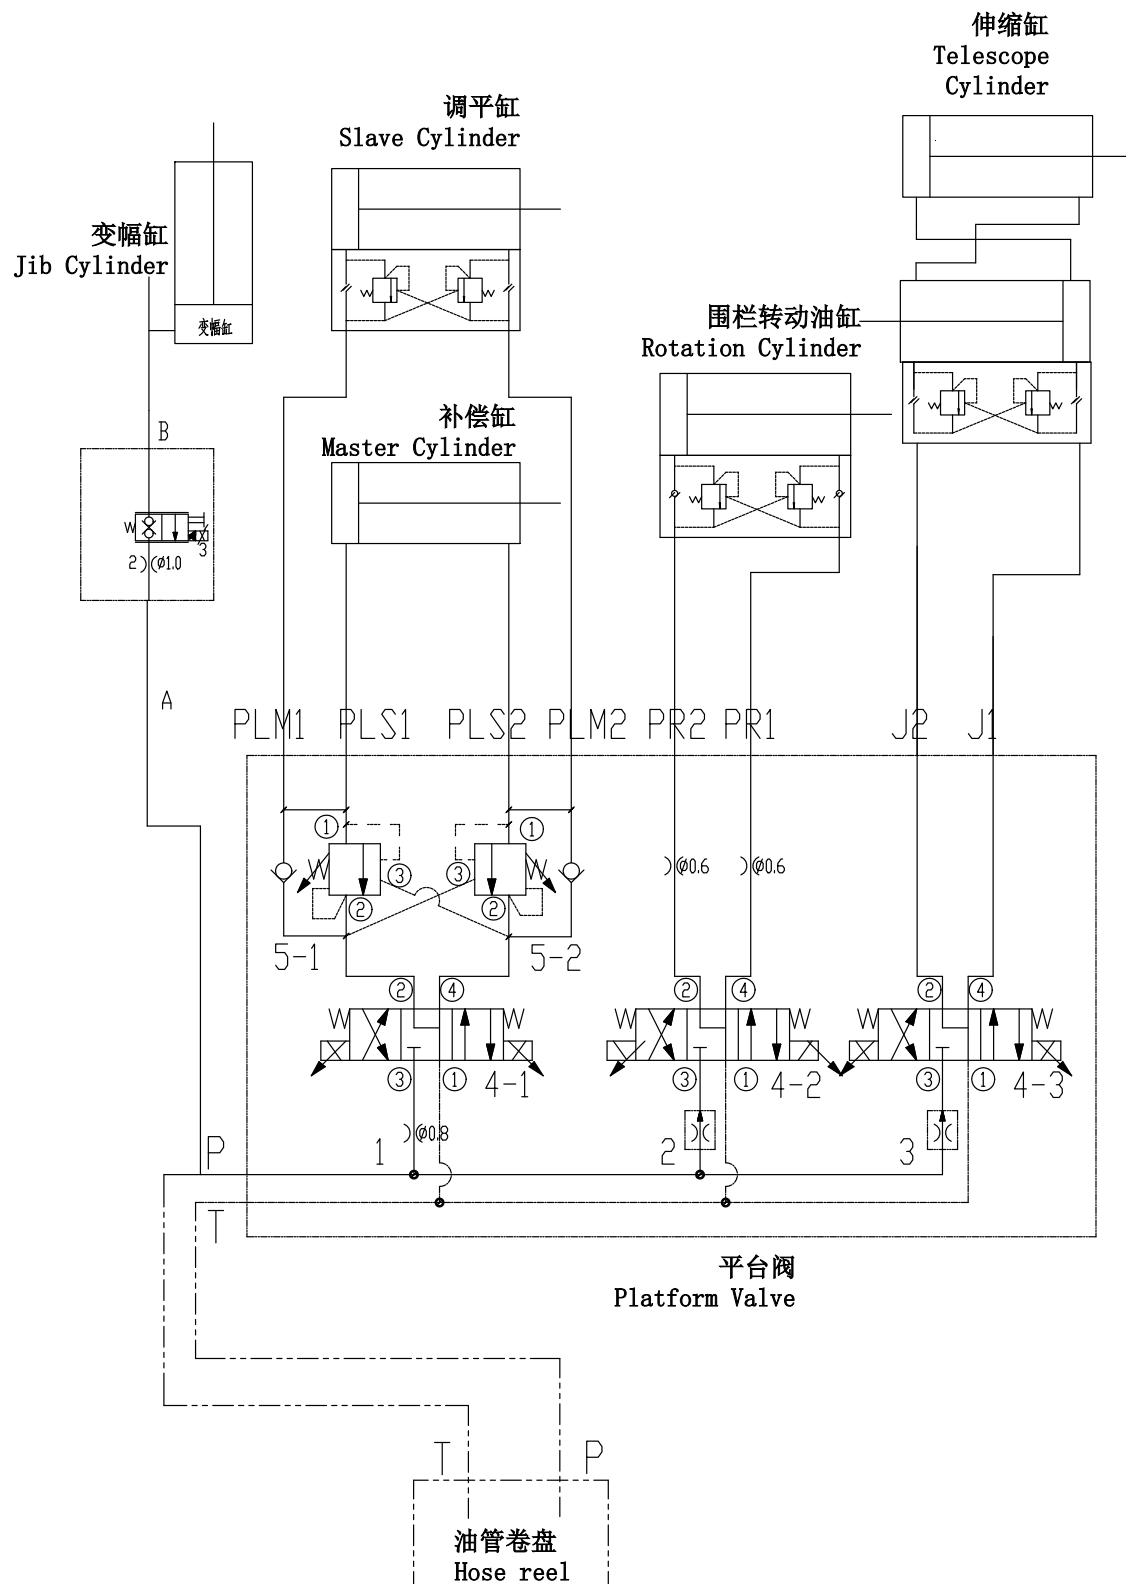 伸缩缸
Telescope
Cylinder
调平缸
Slave Cylinder
变幅缸
Jib Cylinder
变幅缸
围栏转动油缸
Rotation Cylinder
补偿缸
Master Cylinder
B
3
2 ø1.0
A
PLM1 PLS1 PLS2 PLM2 PR2 PR1 J2 J1
① ①
③ ③
ø0.6 ø0.6
② ②
5-1 5-2
② ④ ② ④ ② ④
③ ① 4-1 ③ ① 4-2 ③ ① 4-3
1 ø0.8 2 3
P
T
平台阀
Platform Valve
T P
油管卷盘
Hose reel